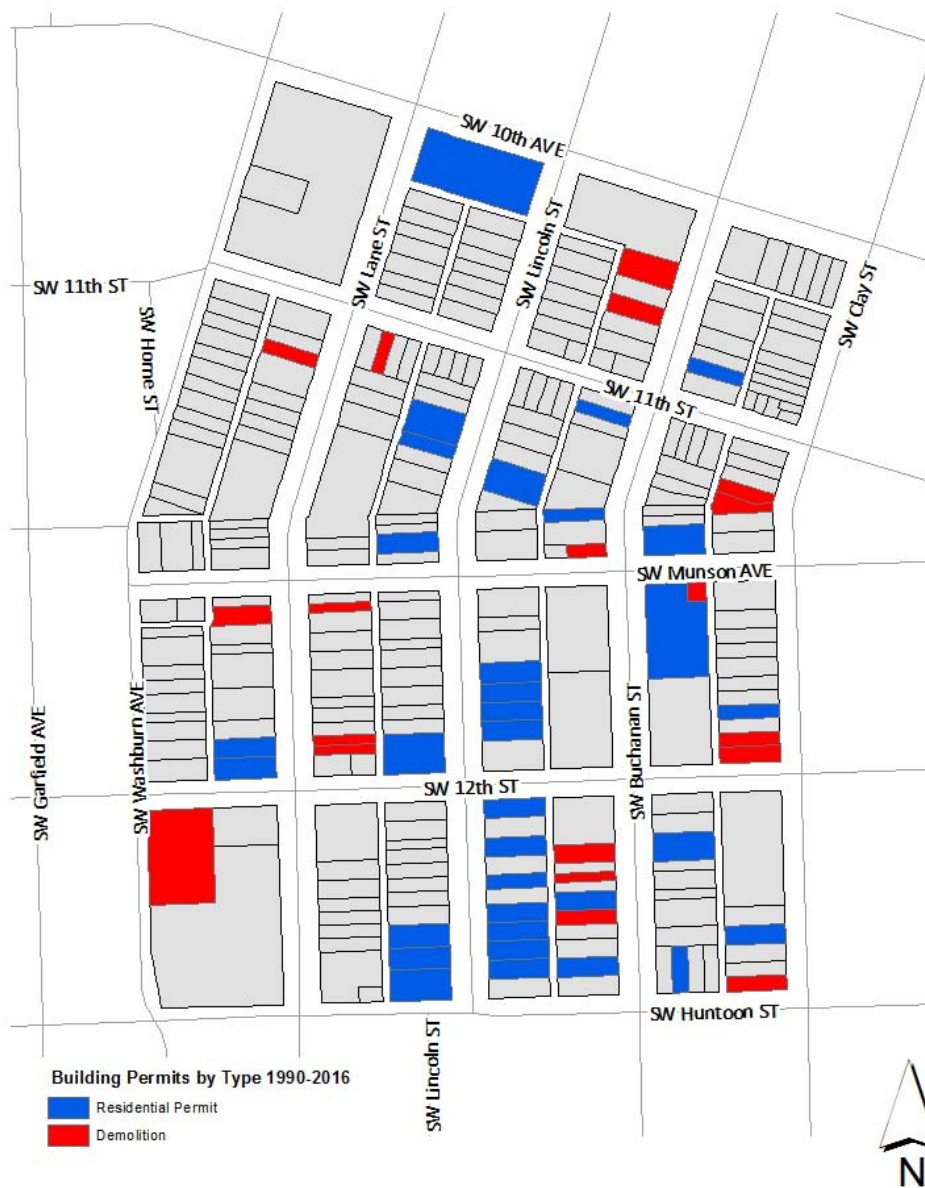 SW 10th AVE
SW Lane ST
SW Lincoln ST
SW 11th ST
SW Clay ST
SW Horne ST
SW 11th ST
SW Munson AVE
SW Garfield AVE
SW Washburn AVE
SW Buchanan ST
SW 12th ST
SW Huntoon ST
SW Lincoln ST
Building Permits by Type 1990-2016
Residential Permit
Demolition
N